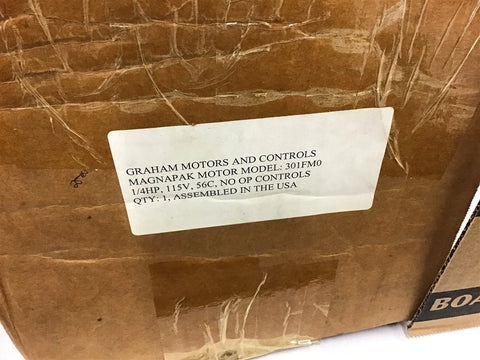 GRAHAM MOTORS AND CONTROLS
MAGNAPAK MOTOR MODEL: 301FM0
1/4HP, 115V, 56C, NO OP CONTROLS
QTY: 1, ASSEMBLED IN THE USA
BOA